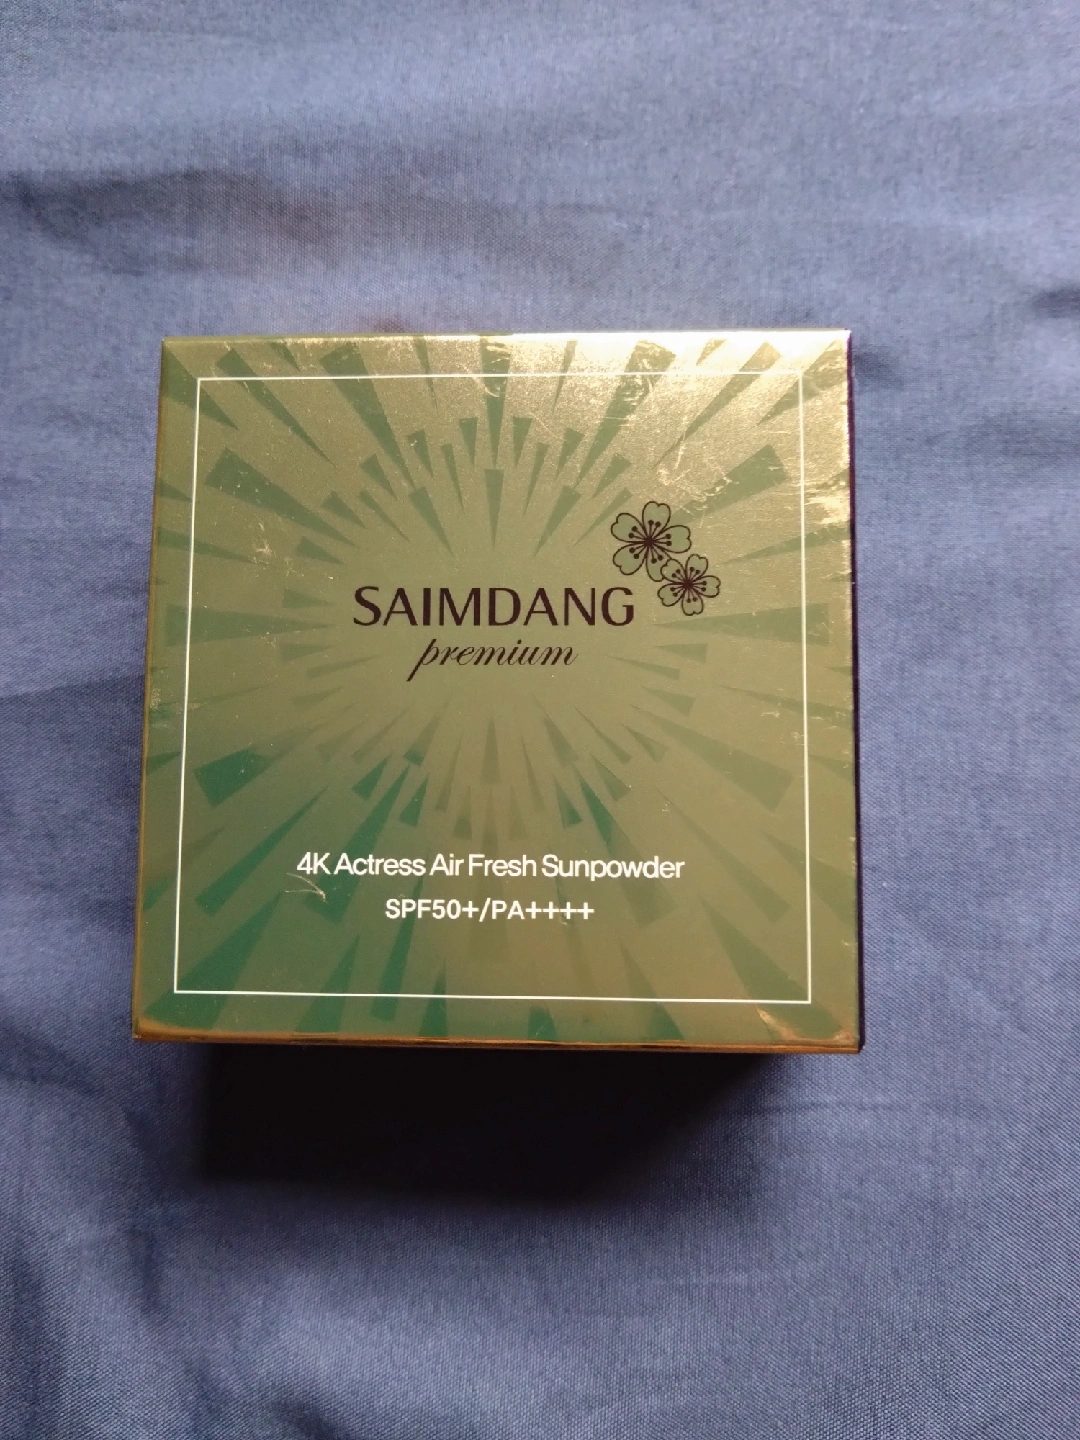 SAIMDANG
premium
4K Actress Air Fresh Sunpowder
SPF50+/PA++++